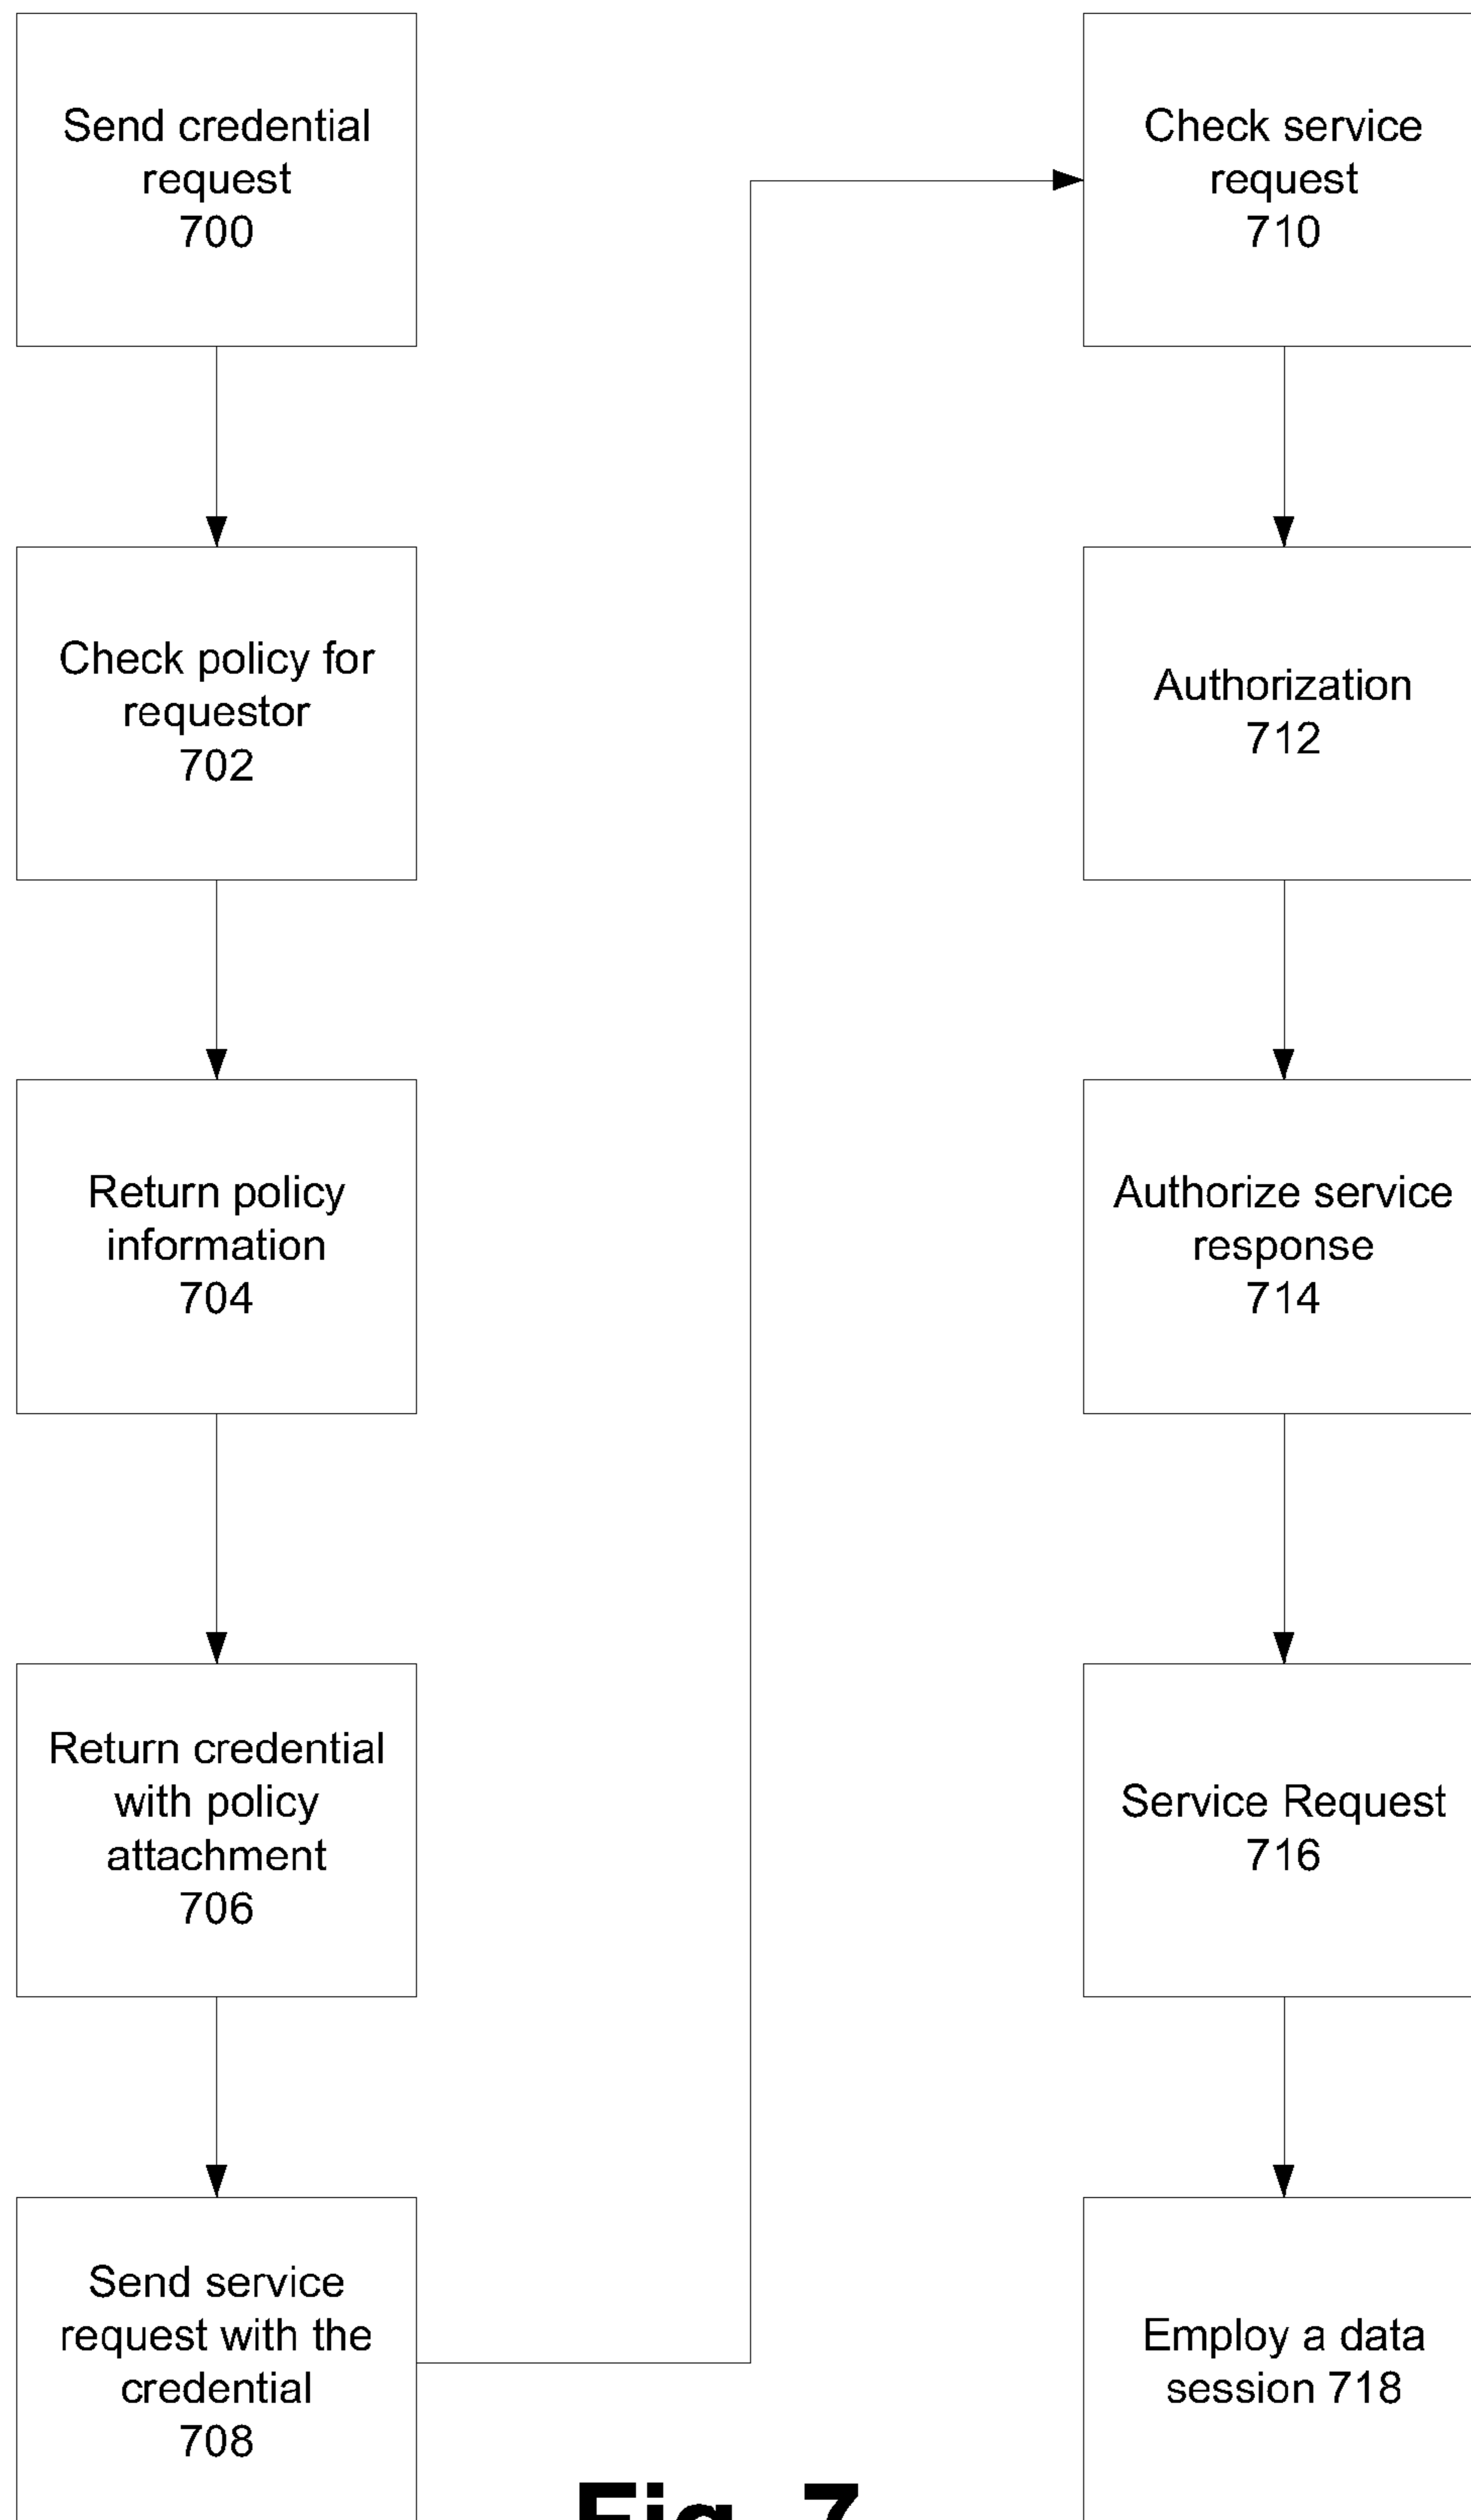 Send credential
request
700
Check policy for
requestor
702
Return policy
information
704
Return credential
with policy
attachment
706
Send service
request with the
credential
708
Check service
request
710
Authorization
712
Authorize service
response
714
Service Request
716
Employ a data
session 718
Fig. 7